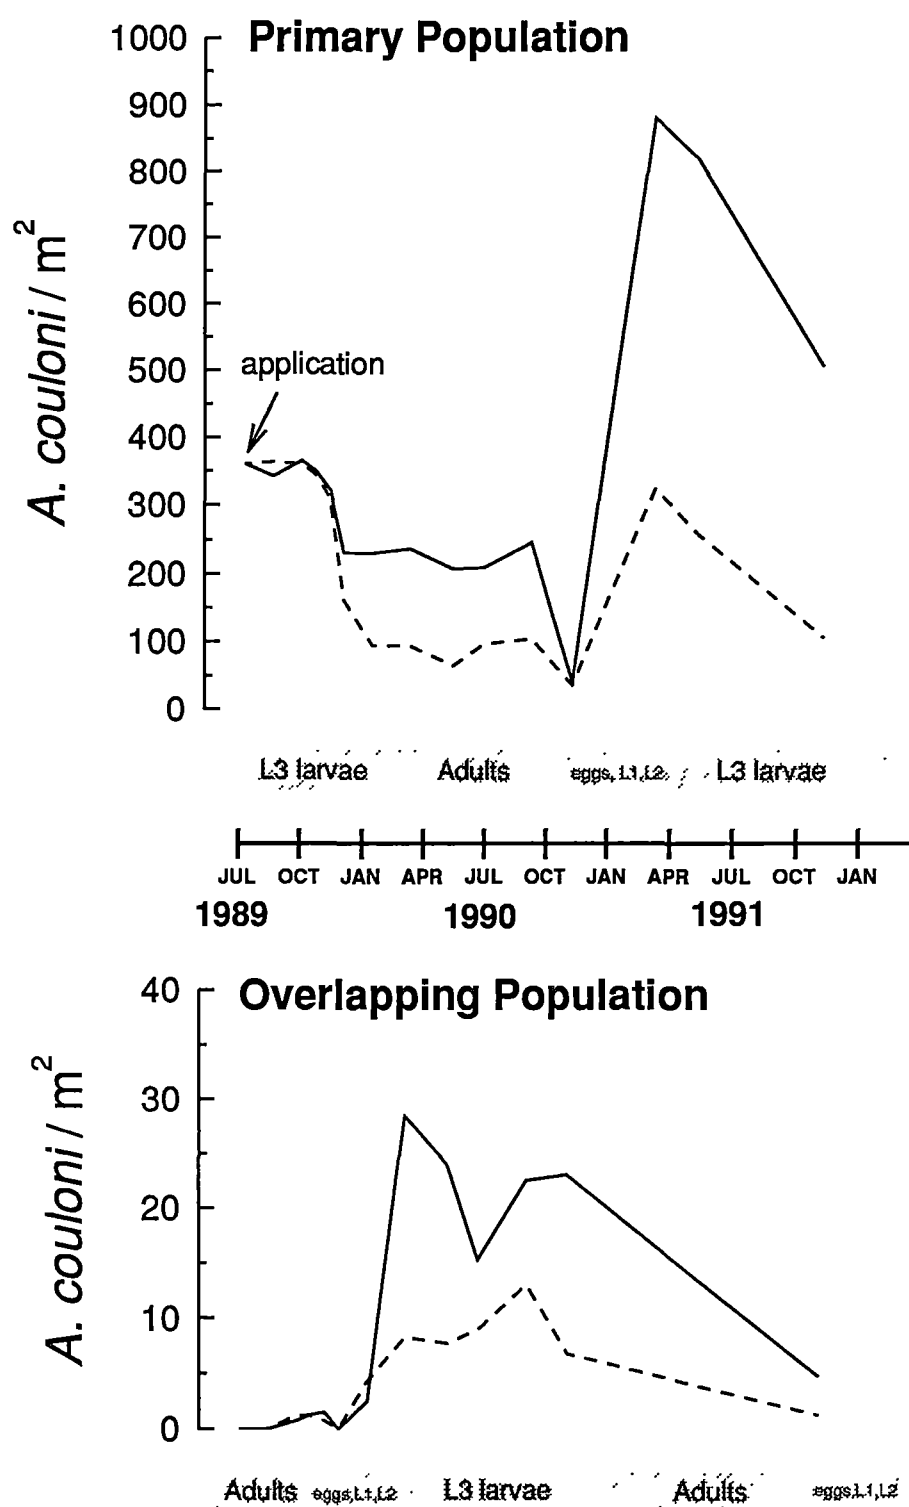 Primary Population
1000
900
800
700
600
500
400
300
200
100
0
A. couloni / m²
application
L3 larvae Adults eggs, L1,L2 L3 larvae
JUL OCT JAN APR JUL OCT JAN APR JUL OCT JAN
1989 1990 1991
Overlapping Population
40
30
20
10
0
A. couloni / m²
Adults eggs,L1,L2 L3 larvae Adults eggs,L1,L2